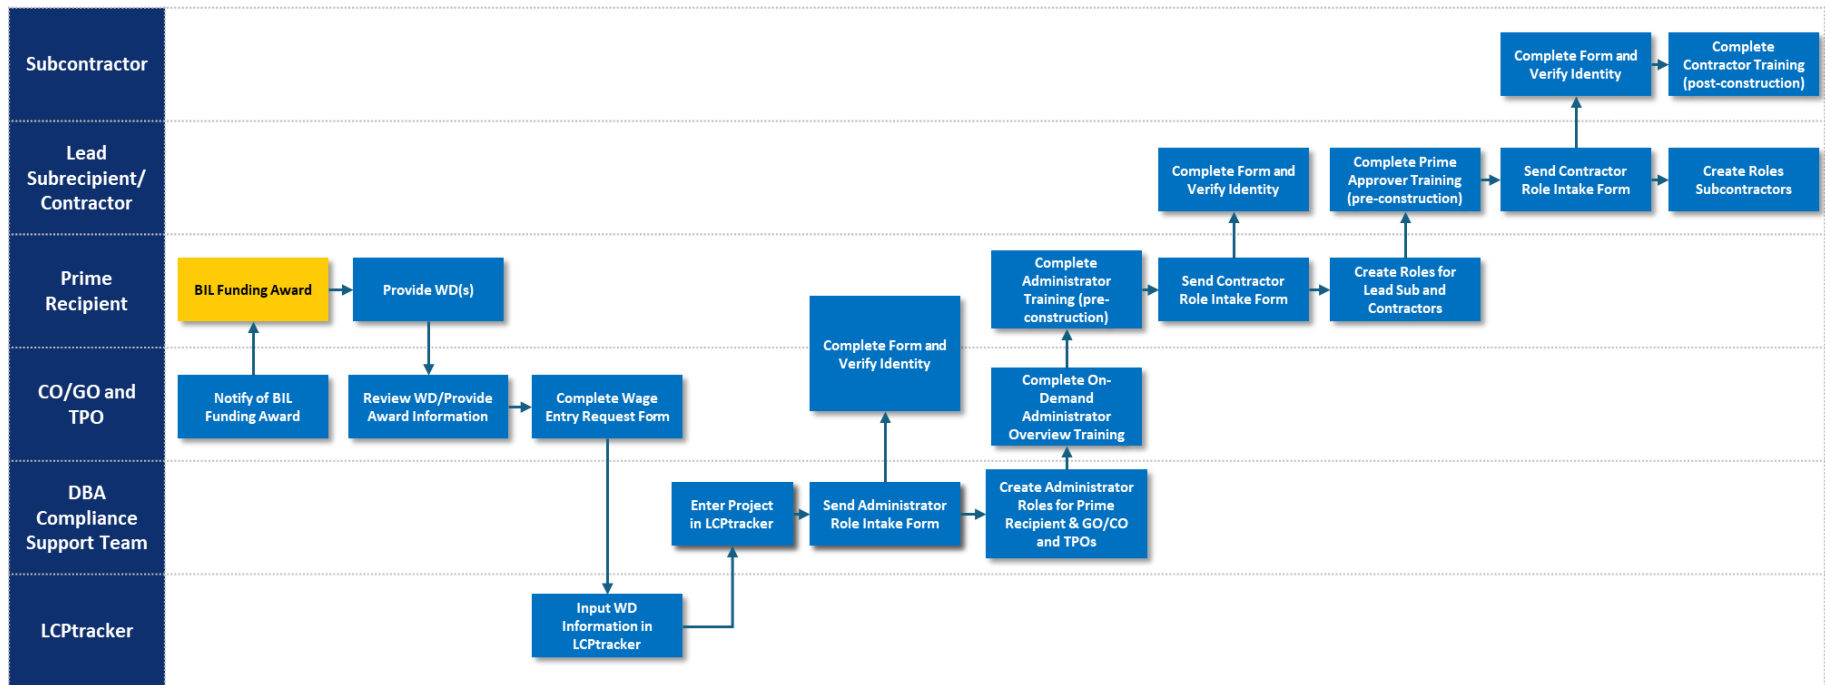 Subcontractor
Complete Form and
Verify Identity
Complete
Contractor Training
(post-construction)
Lead
Subrecipient/
Contractor
Complete Form and
Verify Identity
Complete Prime
Approver Training
(pre-construction)
Send Contractor
Role Intake Form
Create Roles
Subcontractors
Prime
Recipient
BIL Funding Award
Provide WD(s)
Complete
Administrator
Training (pre-
construction)
Send Contractor
Role Intake Form
Create Roles for
Lead Sub and
Contractors
Complete Form and
Verify Identity
CO/GO and
TPO
Notify of BIL
Funding Award
Review WD/Provide
Award Information
Complete Wage
Entry Request Form
Complete On-
Demand
Administrator
Overview Training
DBA
Compliance
Support Team
Enter Project
in LCPtracker
Send Administrator
Role Intake Form
Create Administrator
Roles for Prime
Recipient & GO/CO
and TPOs
LCPtracker
Input WD
Information in
LCPtracker